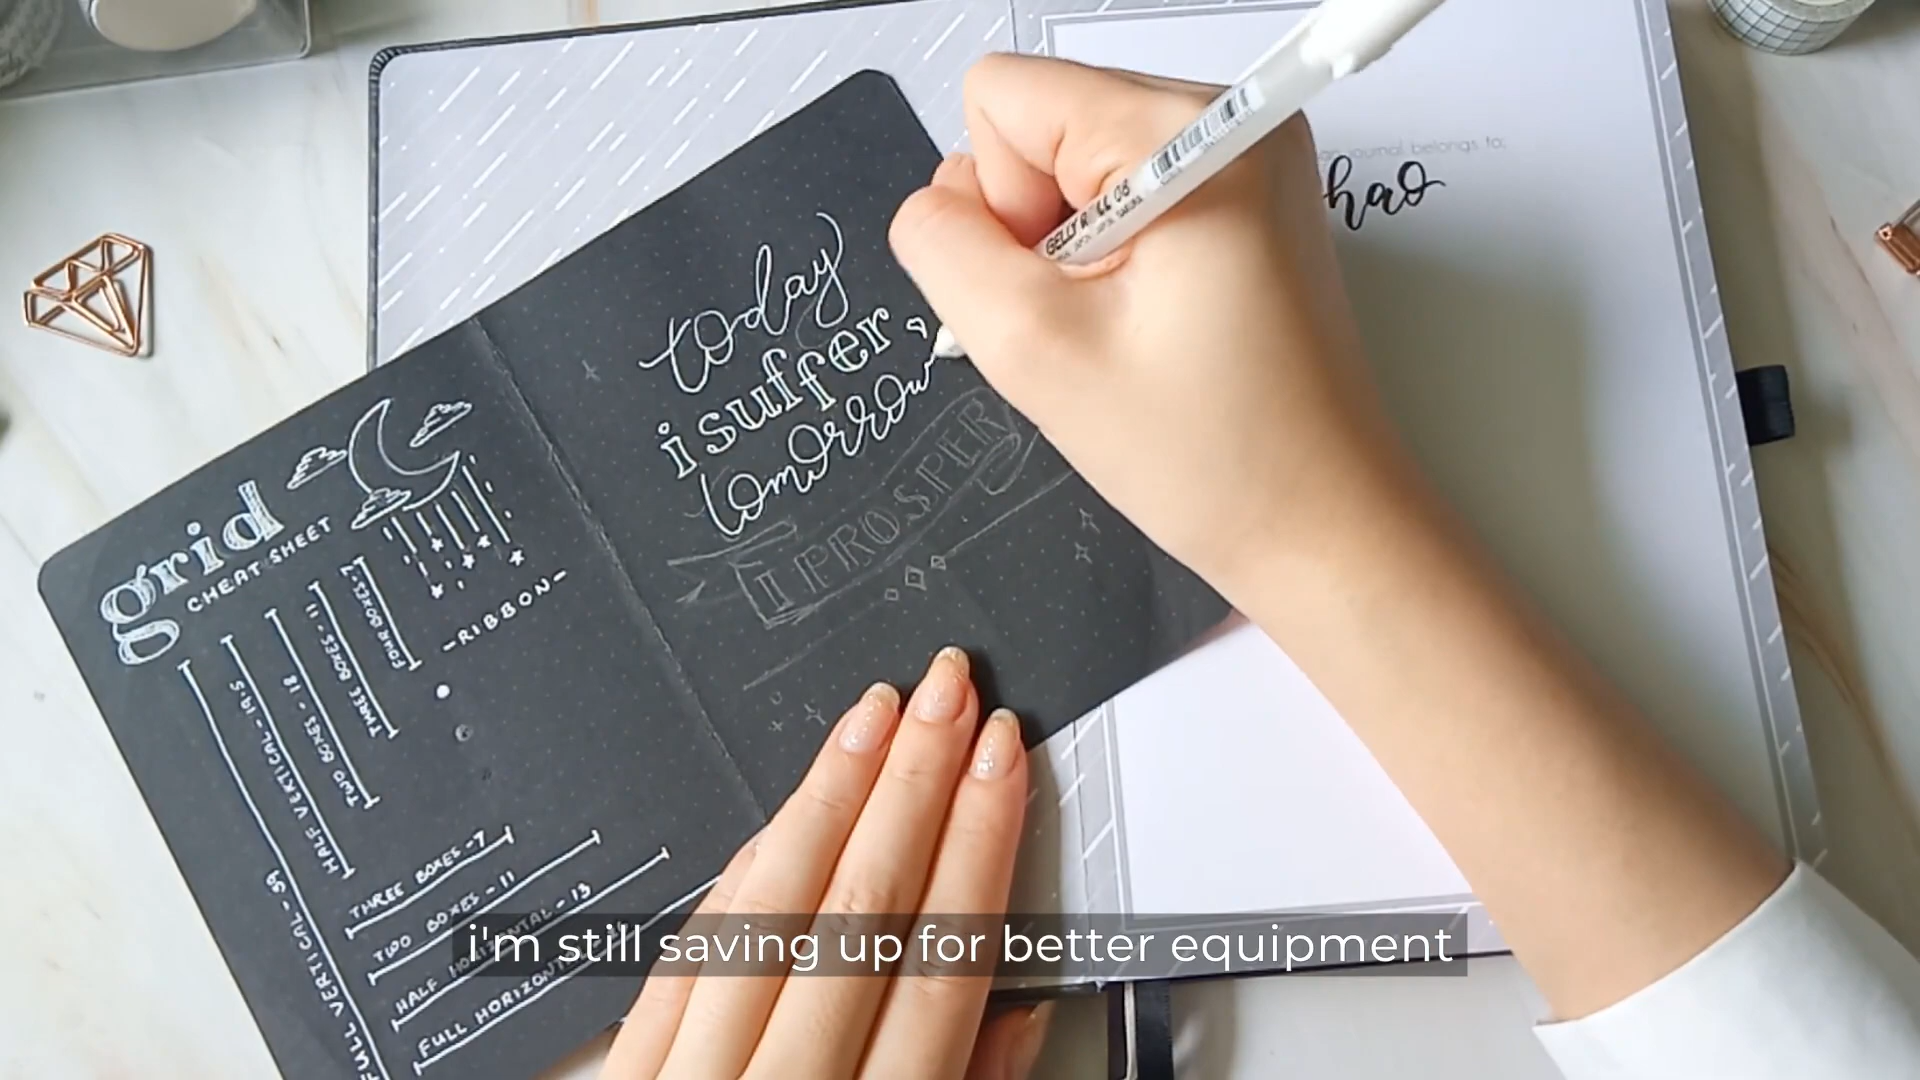 grid
CHEAT SHEET
-RIBBON-
FOUR BOXES - 
THREE BOXES - 11
TWO BOXES - 18
HALF VERTICAL - 19.5
FULL VERTICAL - 39
THREE BOXES - 7
TWO BOXES - 11
HALF HORIZONTAL - 13
FULL HORIZONTAL
today
i suffer,
tomorrow
I PROSPER
GELLY ROLL 08
journal belongs to:
hao
i'm still saving up for better equipment